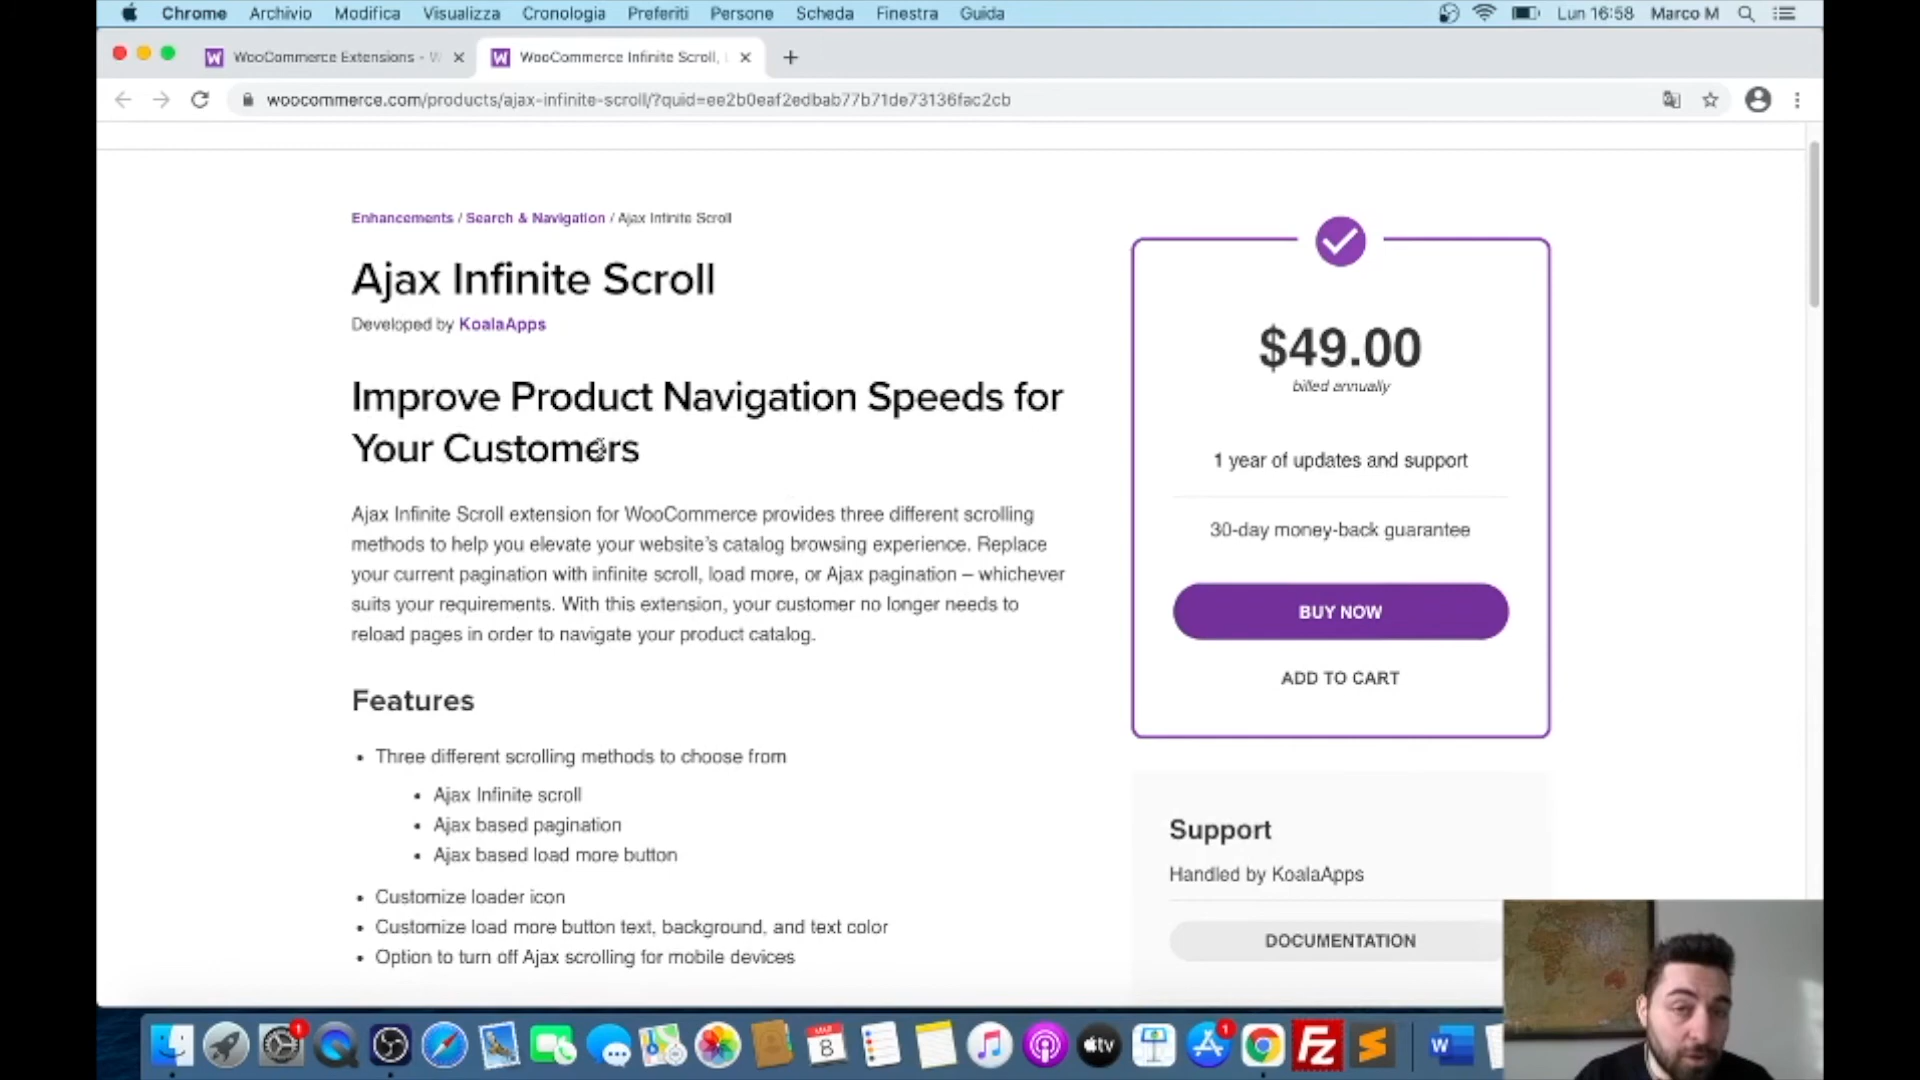 Chrome Archivio Modifica Visualizza Cronologia Preferiti Persone Scheda Finestra Guida Lun 16:58 Marco M
WooCommerce Extensions - W
WooCommerce Infinite Scroll,
woocommerce.com/products/ajax-infinite-scroll/?quid=ee2b0eaf2edbab77b71de73136fac2cb
Enhancements / Search & Navigation / Ajax Infinite Scroll
Ajax Infinite Scroll
Developed by KoalaApps
Improve Product Navigation Speeds for
Your Customers
Ajax Infinite Scroll extension for WooCommerce provides three different scrolling
methods to help you elevate your website's catalog browsing experience. Replace
your current pagination with infinite scroll, load more, or Ajax pagination – whichever
suits your requirements. With this extension, your customer no longer needs to
reload pages in order to navigate your product catalog.
Features
• Three different scrolling methods to choose from
• Ajax Infinite scroll
• Ajax based pagination
• Ajax based load more button
• Customize loader icon
• Customize load more button text, background, and text color
• Option to turn off Ajax scrolling for mobile devices
$49.00
billed annually
1 year of updates and support
30-day money-back guarantee
BUY NOW
ADD TO CART
Support
Handled by KoalaApps
DOCUMENTATION
1
MAR
8
tv
1
Fz
S
W